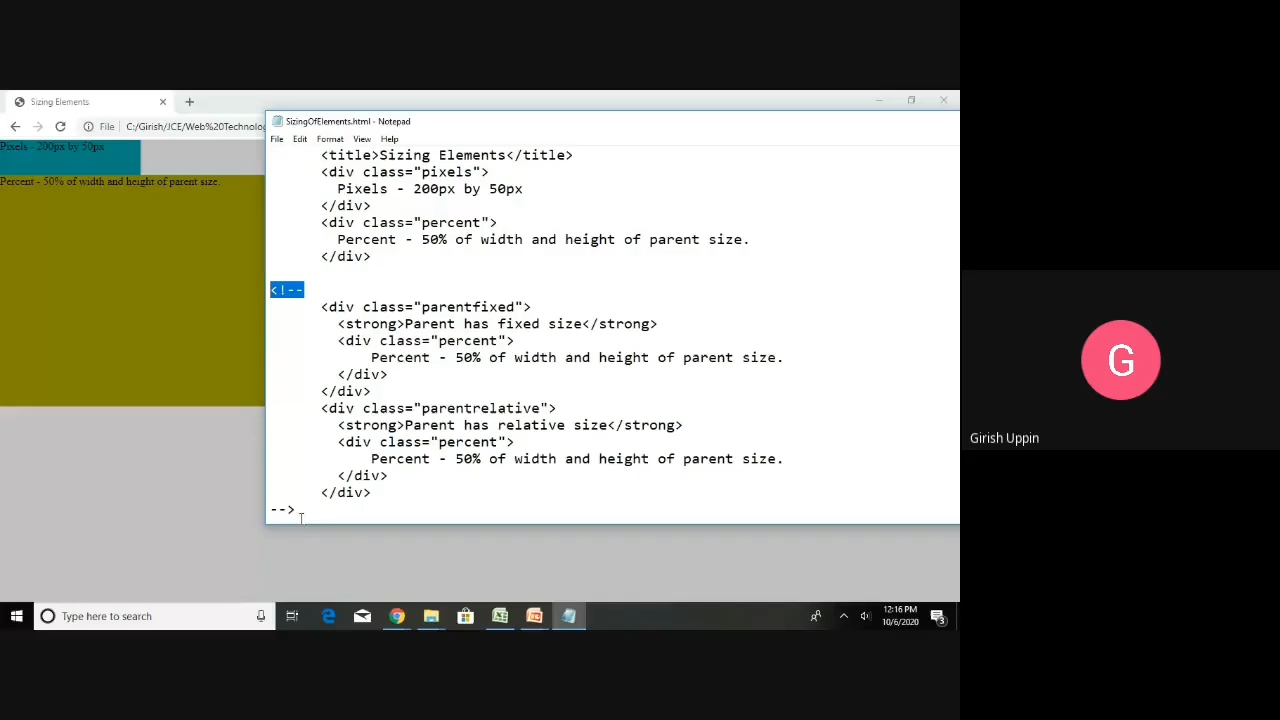 Sizing Elements
File
C:/Girish/JCE/Web%20Technolog
Pixels - 200px by 50px
Percent - 50% of width and height of parent size.
SizingOfElements.html - Notepad
File Edit Format View Help
<title>Sizing Elements</title>
<div class="pixels">
Pixels - 200px by 50px
</div>
<div class="percent">
Percent - 50% of width and height of parent size.
</div>
<!--
<div class="parentfixed">
<strong>Parent has fixed size</strong>
<div class="percent">
Percent - 50% of width and height of parent size.
</div>
</div>
<div class="parentrelative">
<strong>Parent has relative size</strong>
<div class="percent">
Percent - 50% of width and height of parent size.
</div>
</div>
-->
G
Girish Uppin
Type here to search
12:16 PM
10/6/2020
3